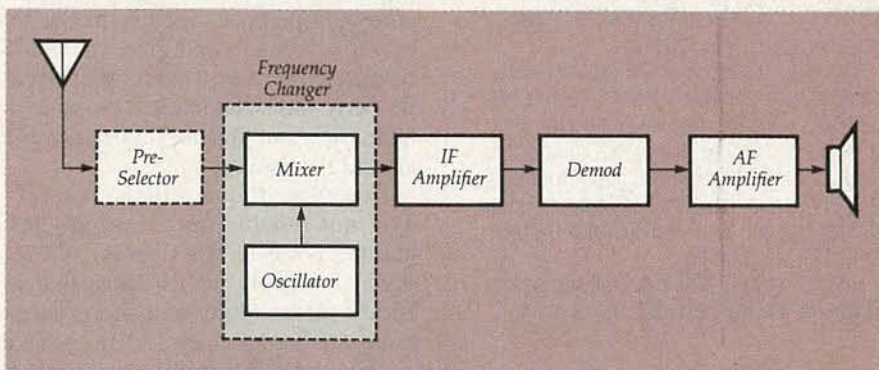 Frequency
Changer
Pre-
Selector
Mixer
IF
Amplifier
Demod
AF
Amplifier
Oscillator